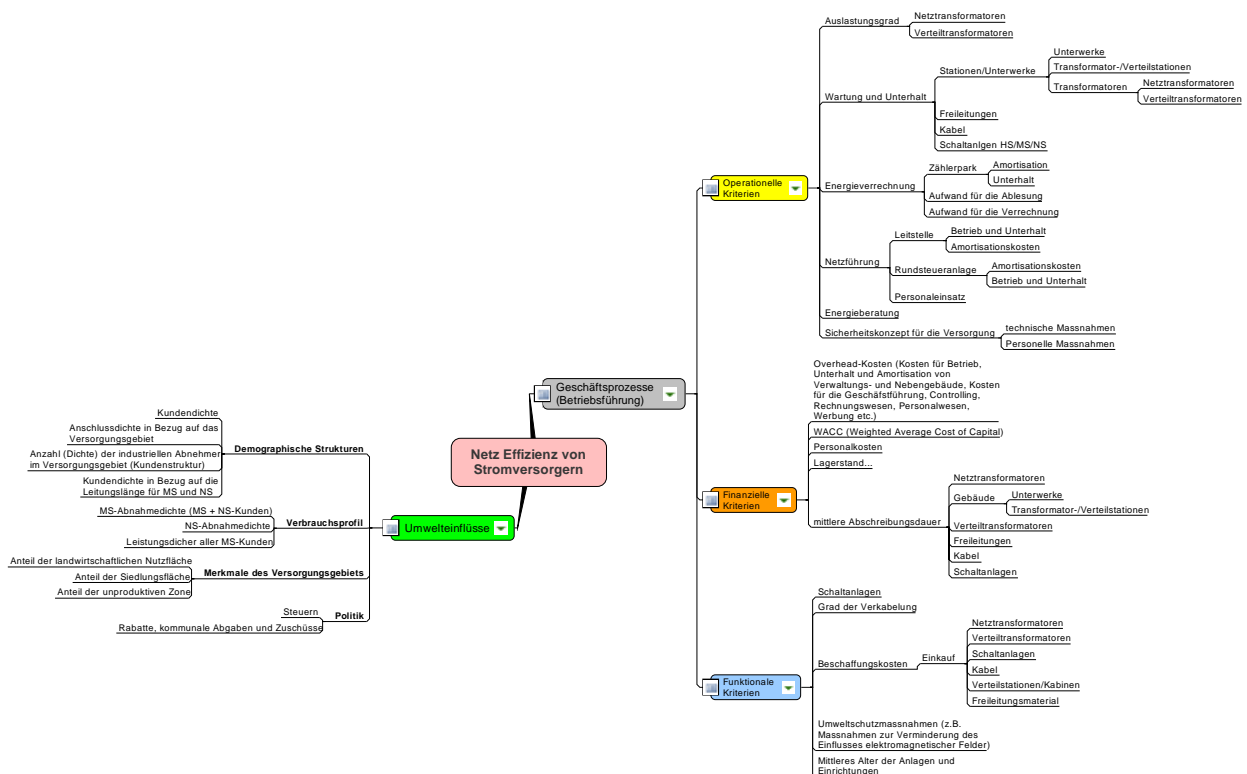 Netz Effizienz von
Stromversorgern
Geschäftsprozesse
(Betriebsführung)
Operationelle
Kriterien
Auslastungsgrad
Netztransformatoren
Verteiltransformatoren
Wartung und Unterhalt
Stationen/Unterwerke
Unterwerke
Transformator-/Verteilstationen
Transformatoren
Netztransformatoren
Verteiltransformatoren
Freileitungen
Kabel
Schaltanlgen HS/MS/NS
Energieverrechnung
Zählerpark
Amortisation
Unterhalt
Aufwand für die Ablesung
Aufwand für die Verrechnung
Netzführung
Leitstelle
Betrieb und Unterhalt
Amortisationskosten
Rundsteueranlage
Amortisationskosten
Betrieb und Unterhalt
Personaleinsatz
Energieberatung
Sicherheitskonzept für die Versorgung
technische Massnahmen
Personelle Massnahmen
Finanzielle
Kriterien
Overhead-Kosten (Kosten für Betrieb,
Unterhalt und Amortisation von
Verwaltungs- und Nebengebäude, Kosten
für die Geschäftsführung, Controlling,
Rechnungswesen, Personalwesen,
Werbung etc.)
WACC (Weighted Average Cost of Capital)
Personalkosten
Lagerstand...
mittlere Abschreibungsdauer
Netztransformatoren
Gebäude
Unterwerke
Transformator-/Verteilstationen
Verteiltransformatoren
Freileitungen
Kabel
Schaltanlagen
Funktionale
Kriterien
Schaltanlagen
Grad der Verkabelung
Beschaffungskosten
Einkauf
Netztransformatoren
Verteiltransformatoren
Schaltanlagen
Kabel
Verteilstationen/Kabinen
Freileitungsmaterial
Umweltschutzmassnahmen (z.B.
Massnahmen zur Verminderung des
Einflusses elektromagnetischer Felder)
Mittleres Alter der Anlagen und
Einrichtungen
Umwelteinflüsse
Demographische Strukturen
Kundendichte
Anschlussdichte in Bezug auf das
Versorgungsgebiet
Anzahl (Dichte) der industriellen Abnehmer
im Versorgungsgebiet (Kundenstruktur)
Kundendichte in Bezug auf die
Leitungslänge für MS und NS
Verbrauchsprofil
MS-Abnahmedichte (MS + NS-Kunden)
NS-Abnahmedichte
Leistungsdicher aller MS-Kunden
Merkmale des Versorgungsgebiets
Anteil der landwirtschaftlichen Nutzfläche
Anteil der Siedlungsfläche
Anteil der unproduktiven Zone
Politik
Steuern
Rabatte, kommunale Abgaben und Zuschüsse